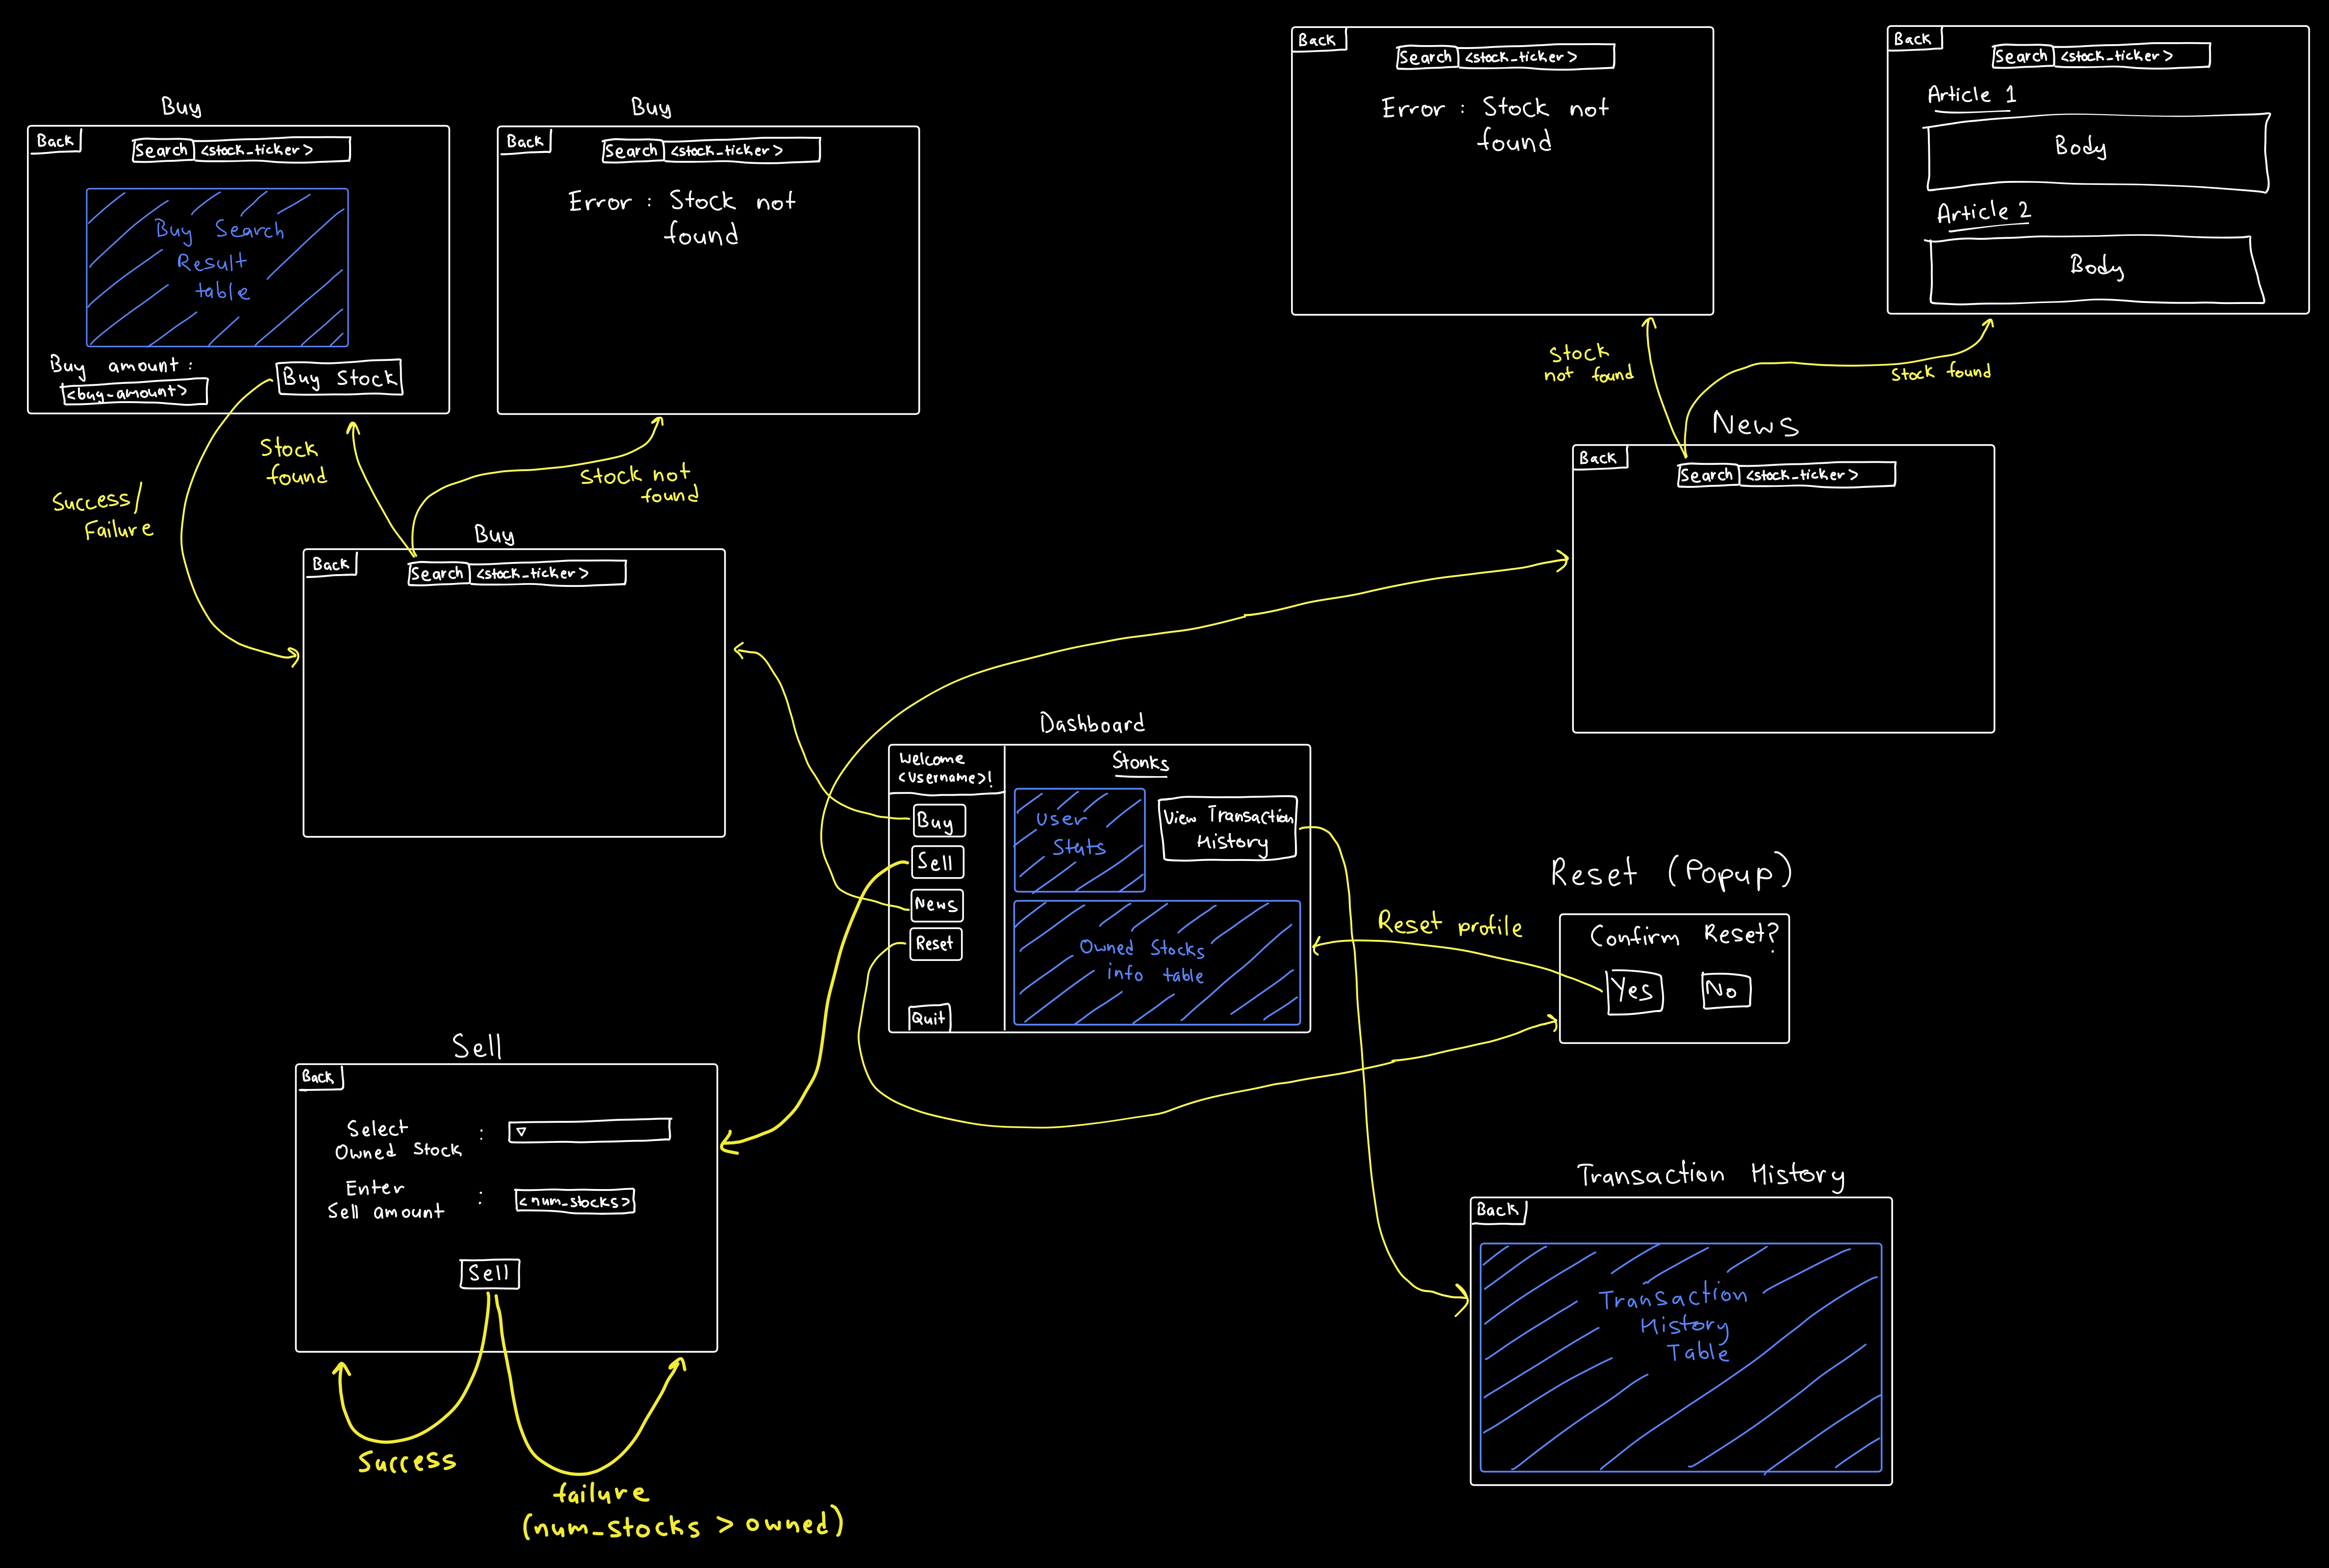 Buy
Back
Search <stock_ticker>
Buy Search
Result
table
Buy amount :
<buy_amount>
Buy Stock
Buy
Back
Search <stock_ticker>
Error : Stock not
found
Back
Search <stock_ticker>
Error : Stock not
found
Back
Search <stock_ticker>
Article 1
Body
Article 2
Body
Stock
found
Stock not
found
Success/
Failure
Stock
not found
Stock found
Buy
Back
Search <stock_ticker>
News
Back
Search <stock_ticker>
Dashboard
Welcome
<Username>!
Buy
Sell
News
Reset
Quit
Stonks
User
Stats
View Transaction
History
Owned Stocks
info table
Reset profile
Reset (Popup)
Confirm Reset?
Yes
No
Sell
Back
Select
Owned Stock :
Enter
Sell amount :
<num_stocks>
Sell
Success
failure
(num_stocks > owned)
Transaction History
Back
Transaction
History
Table